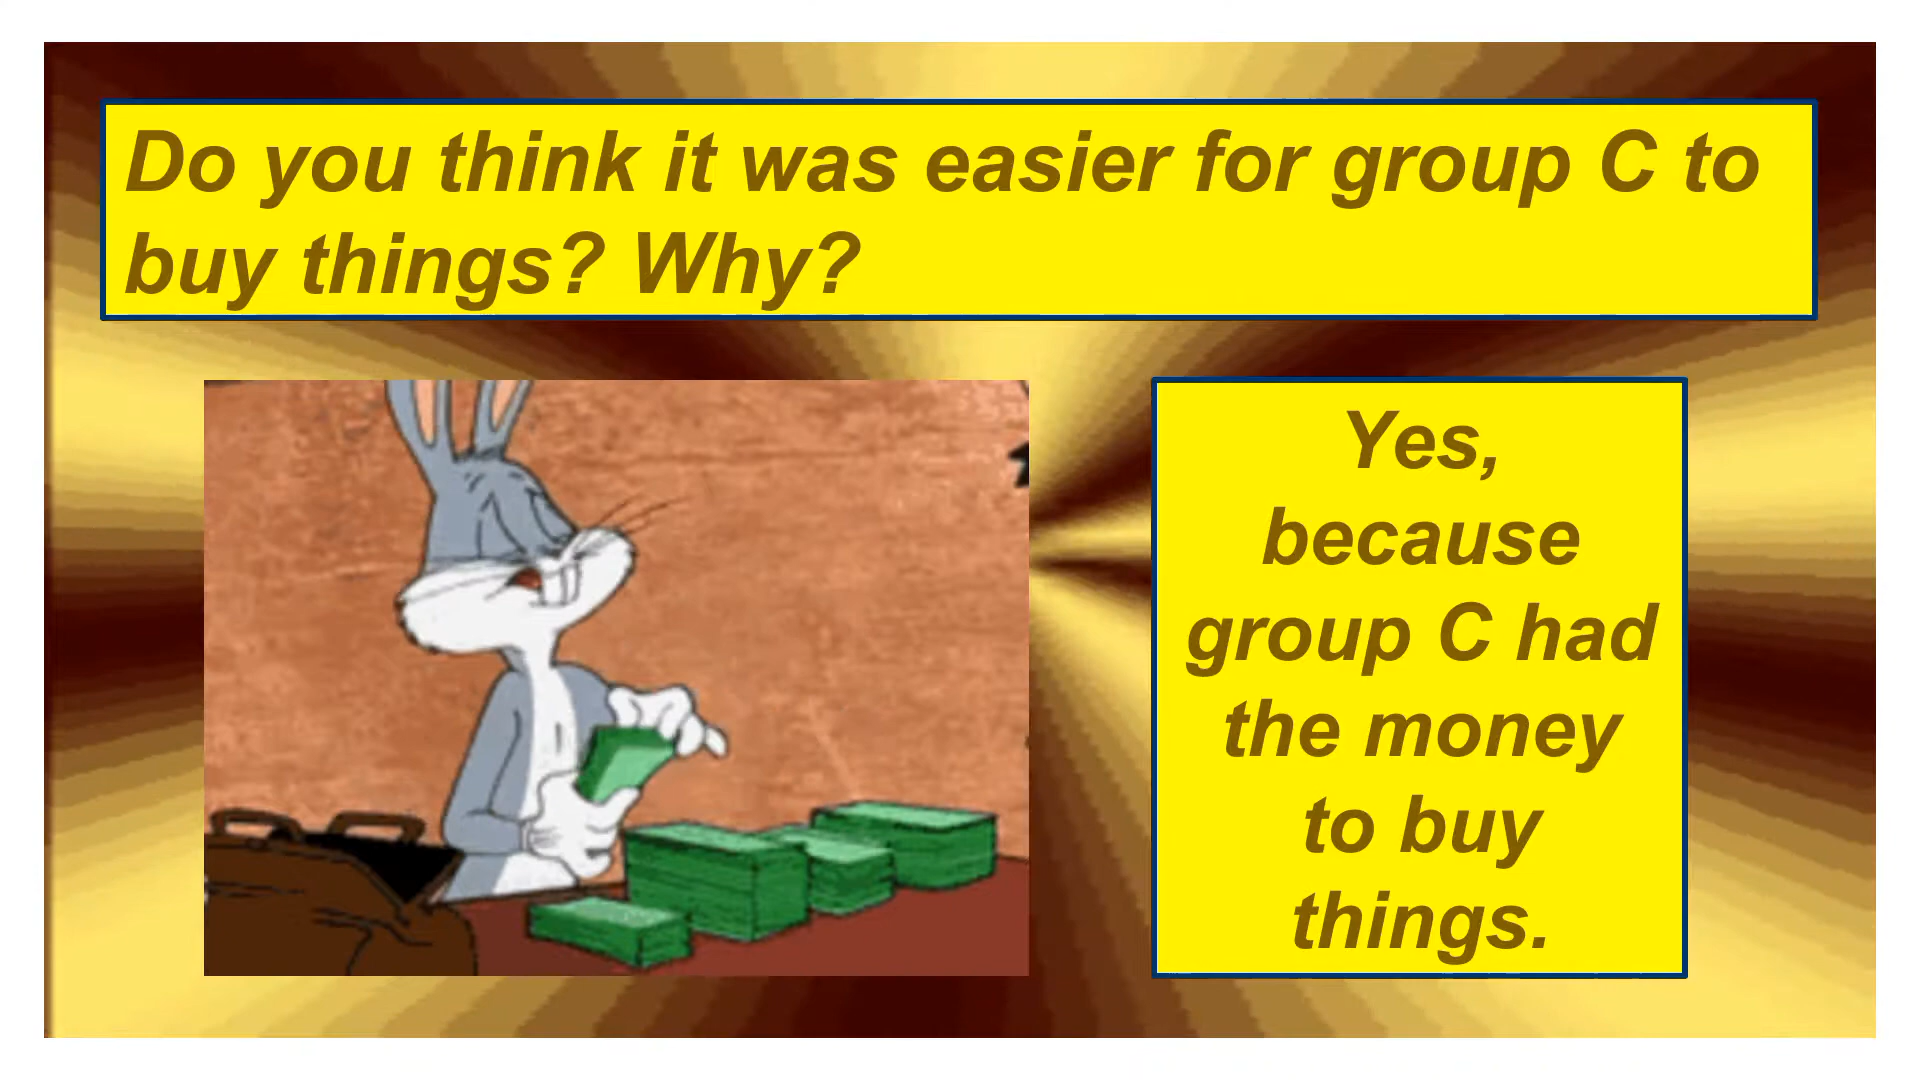 Do you think it was easier for group C to
buy things? Why?
Yes,
because
group C had
the money
to buy
things.